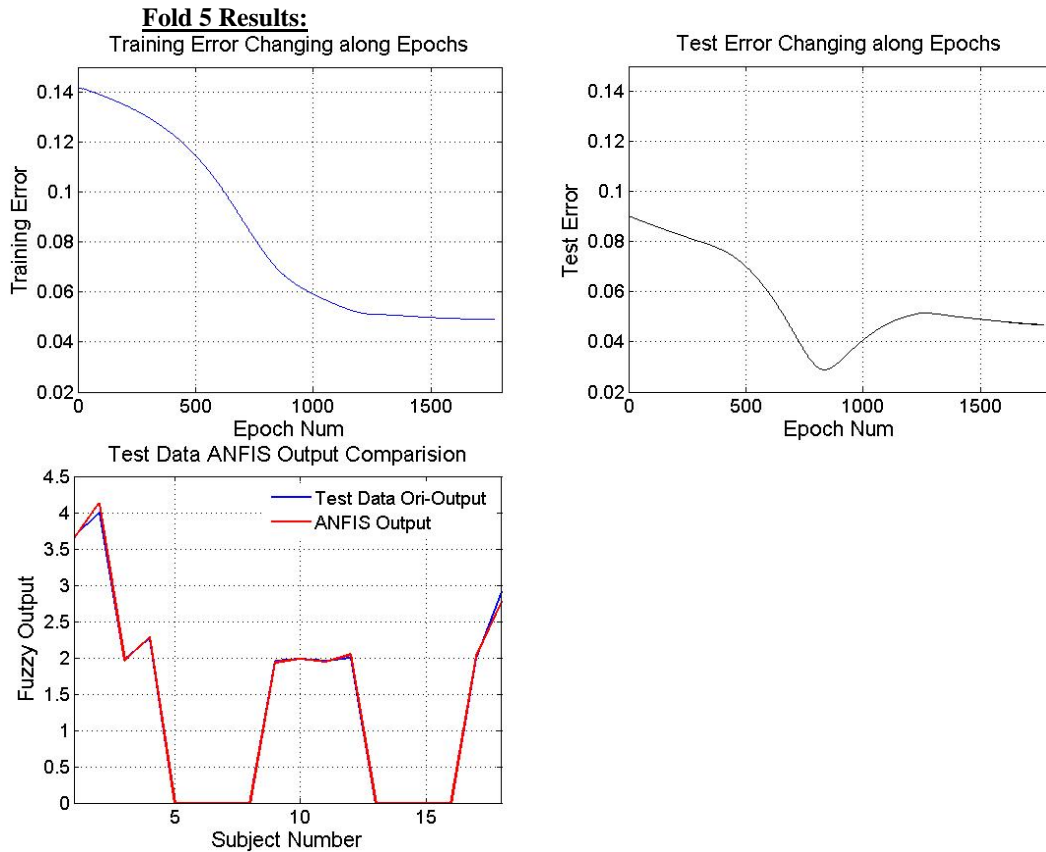 Fold 5 Results:
Training Error Changing along Epochs
0.14
0.12
0.1
0.08
0.06
0.04
0.02
Training Error
0 500 1000 1500
Epoch Num
Test Error Changing along Epochs
0.14
0.12
0.1
0.08
0.06
0.04
0.02
Test Error
0 500 1000 1500
Epoch Num
Test Data ANFIS Output Comparision
4.5
4
3.5
3
2.5
2
1.5
1
0.5
0
Fuzzy Output
Test Data Ori-Output
ANFIS Output
5 10 15
Subject Number